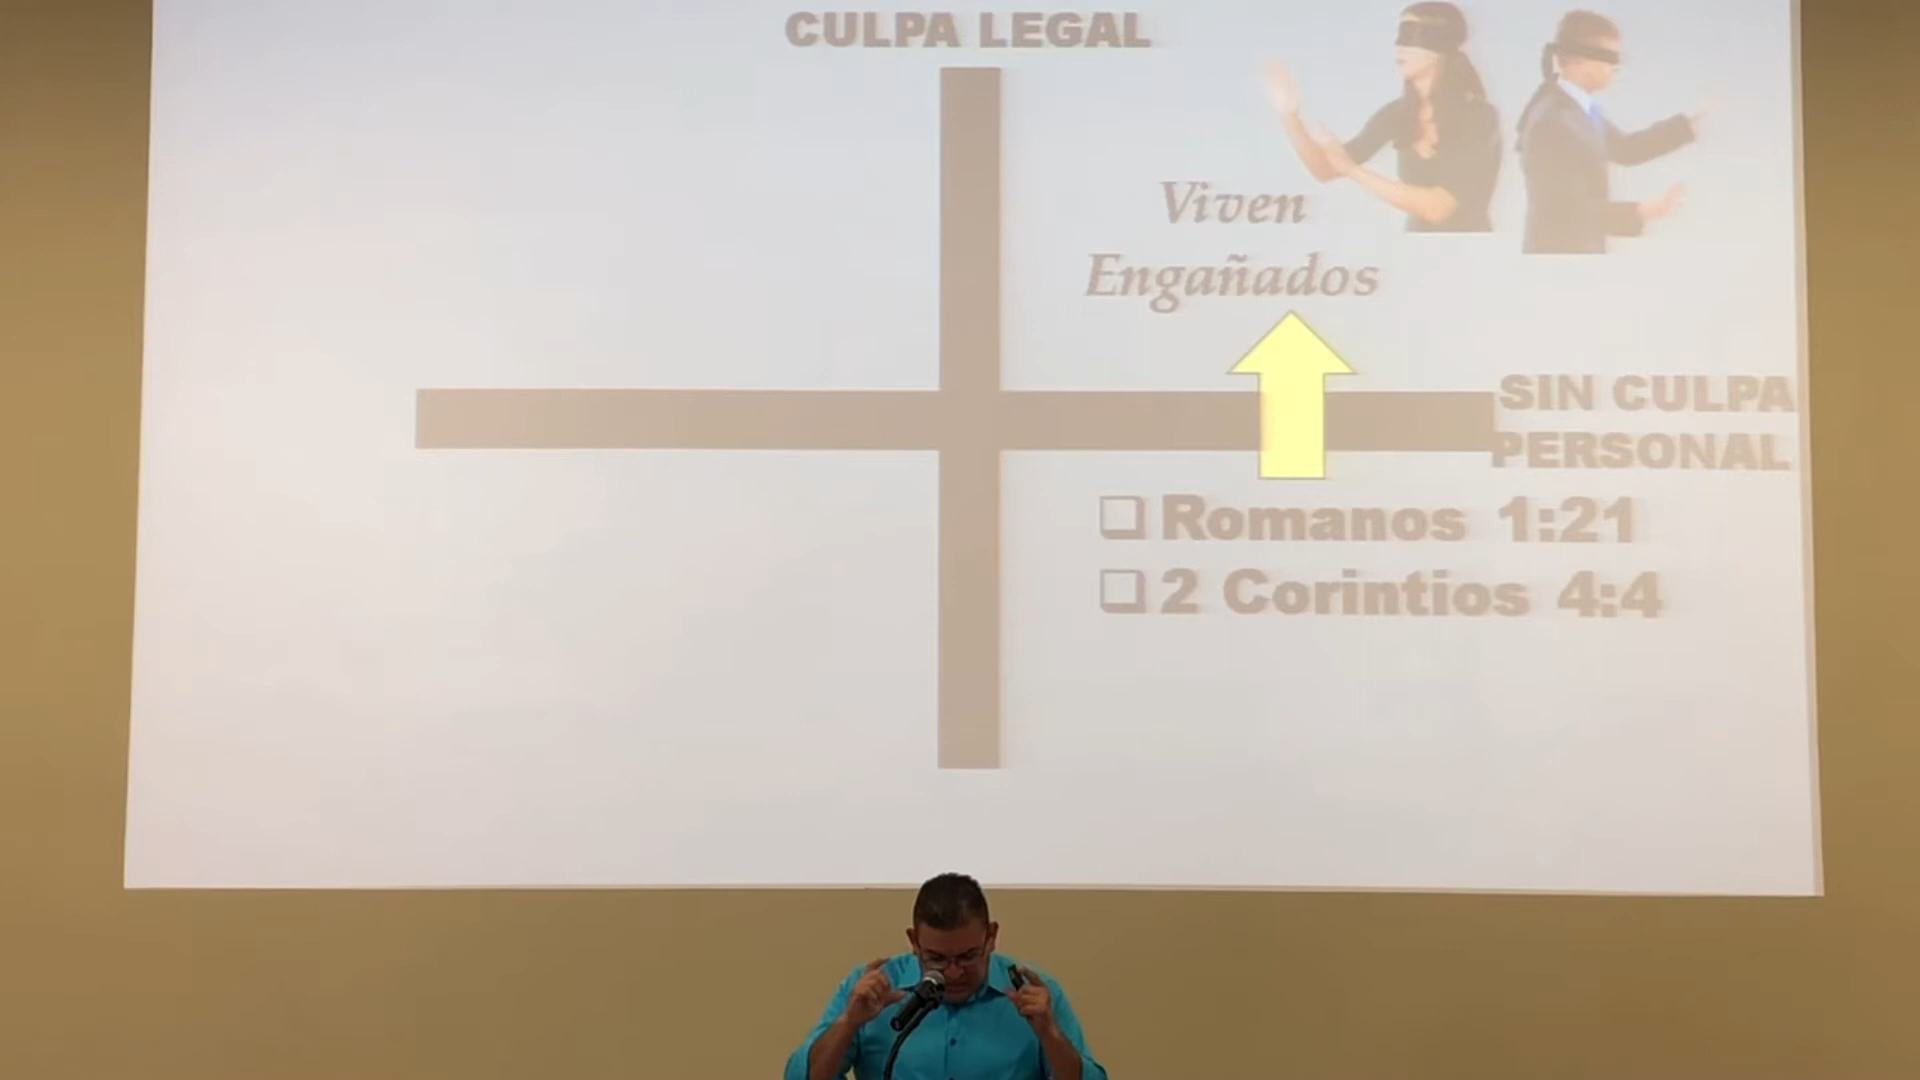 CULPA LEGAL
Viven
Engañados
SIN CULPA
PERSONAL
Romanos 1:21
2 Corintios 4:4